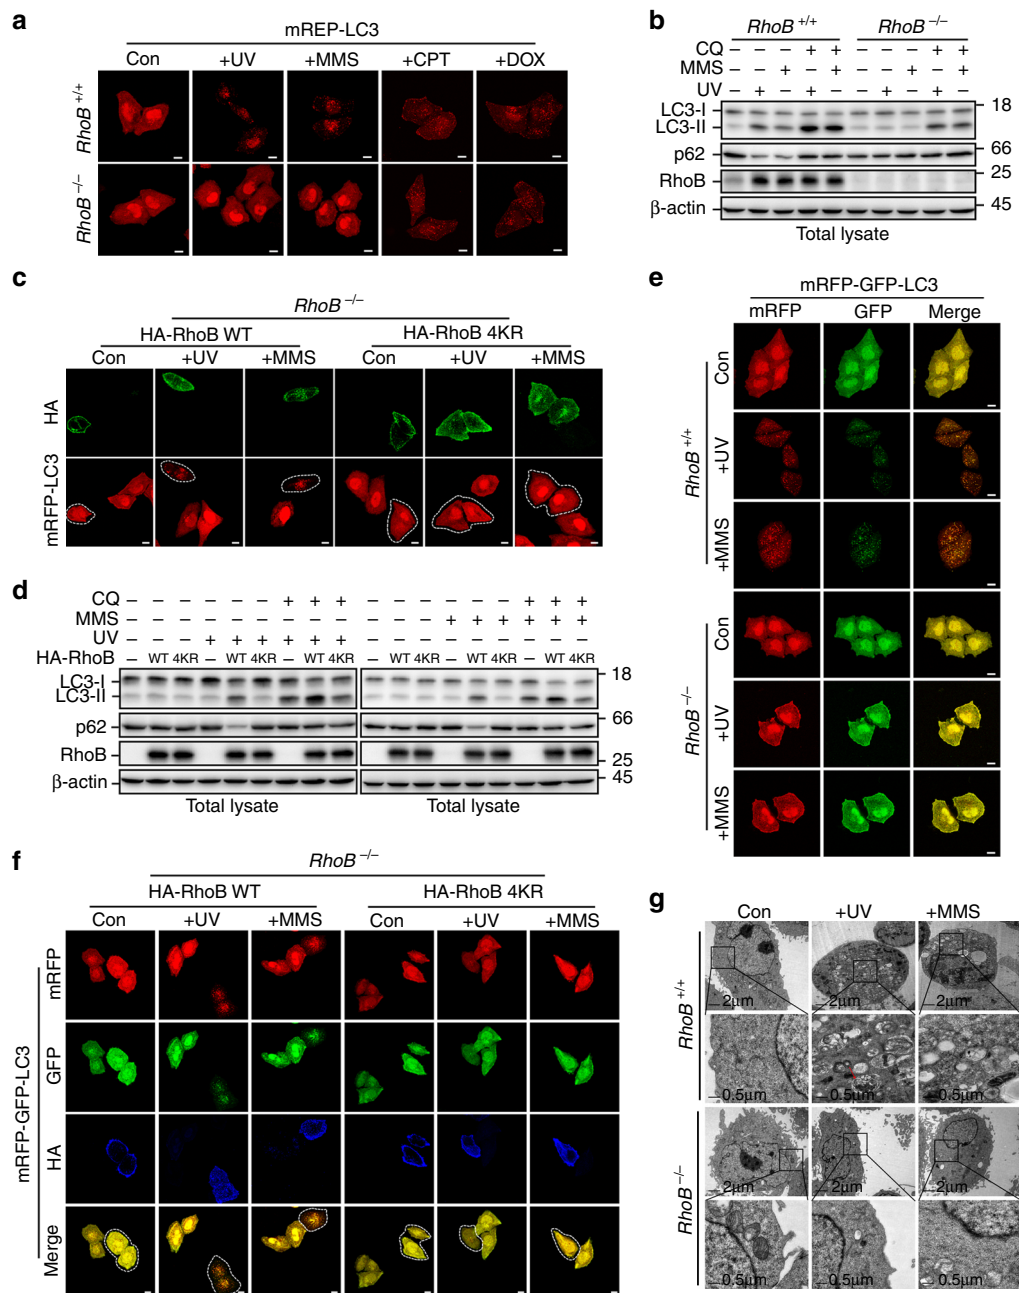 a
mREP-LC3
Con +UV +MMS +CPT +DOX
RhoB+/+
RhoB−/−
b
RhoB+/+ RhoB−/−
CQ − − − + + − − − + +
MMS − − + − + − − + − +
UV − + − + − − + − + −
LC3-I
LC3-II
18
p62
66
RhoB
25
β-actin
45
Total lysate
c
RhoB−/−
HA-RhoB WT HA-RhoB 4KR
Con +UV +MMS Con +UV +MMS
HA
mRFP-LC3
d
CQ − − − − − − + + + − − − − − − + + +
MMS − − − − − − − − − − − − + + + + + +
UV − − − + + + + + +
HA-RhoB − WT 4KR − WT 4KR − WT 4KR − WT 4KR − WT 4KR − WT 4KR
LC3-I
LC3-II
18
p62
66
RhoB
25
β-actin
45
Total lysate Total lysate
e
mRFP-GFP-LC3
mRFP GFP Merge
RhoB+/+
Con
+UV
+MMS
RhoB−/−
Con
+UV
+MMS
f
RhoB−/−
HA-RhoB WT HA-RhoB 4KR
Con +UV +MMS Con +UV +MMS
mRFP-GFP-LC3
mRFP
GFP
HA
Merge
g
Con +UV +MMS
RhoB+/+
2μm 2μm 2μm
0.5μm 0.5μm 0.5μm
RhoB−/−
2μm 2μm 2μm
0.5μm 0.5μm 0.5μm